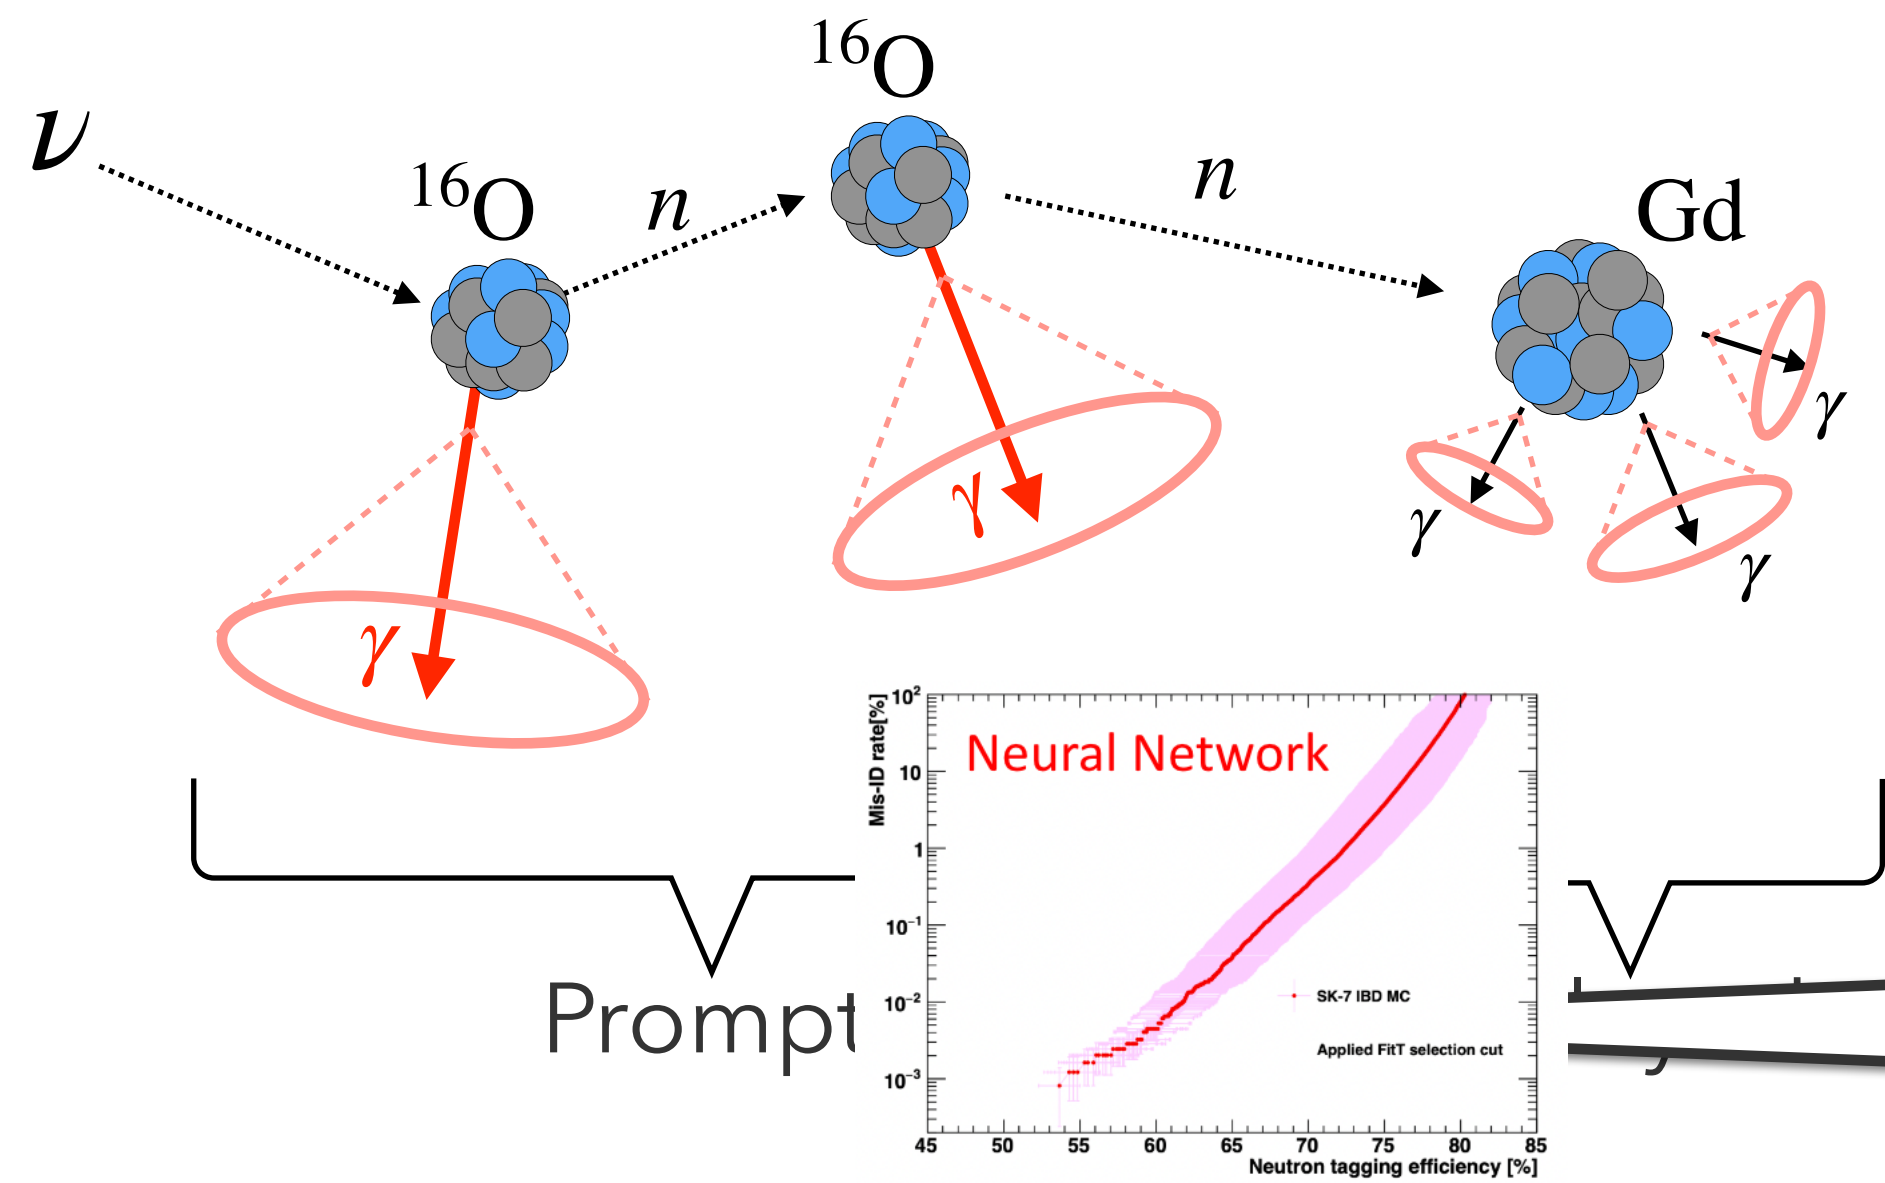 ν
¹⁶O
n
¹⁶O
n
Gd
γ
γ
γ
γ
γ
Prompt
Neural Network
Mis-ID rate[%]
10²
10
1
10⁻¹
10⁻²
10⁻³
SK-7 IBD MC
Applied FitT selection cut
45 50 55 60 65 70 75 80 85
Neutron tagging efficiency [%]